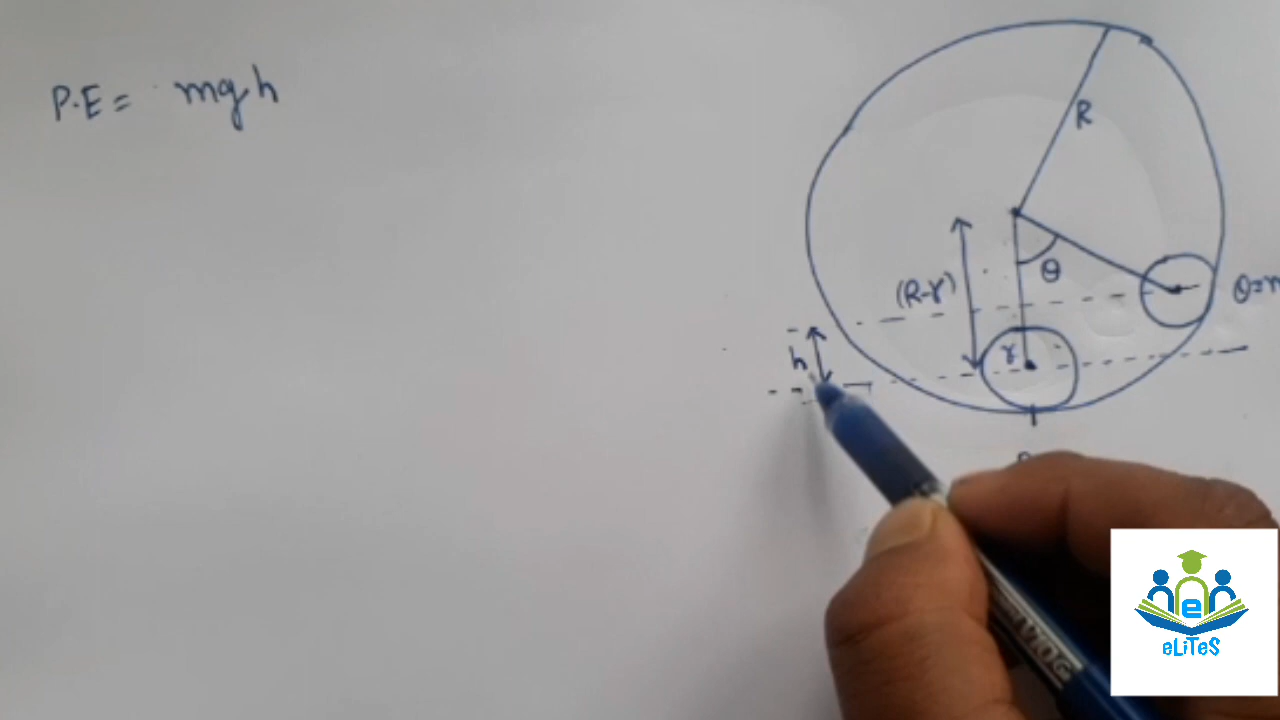 P.E = mgh
R
θ
(R-r)
θ=
h
r
eLiTeS
e